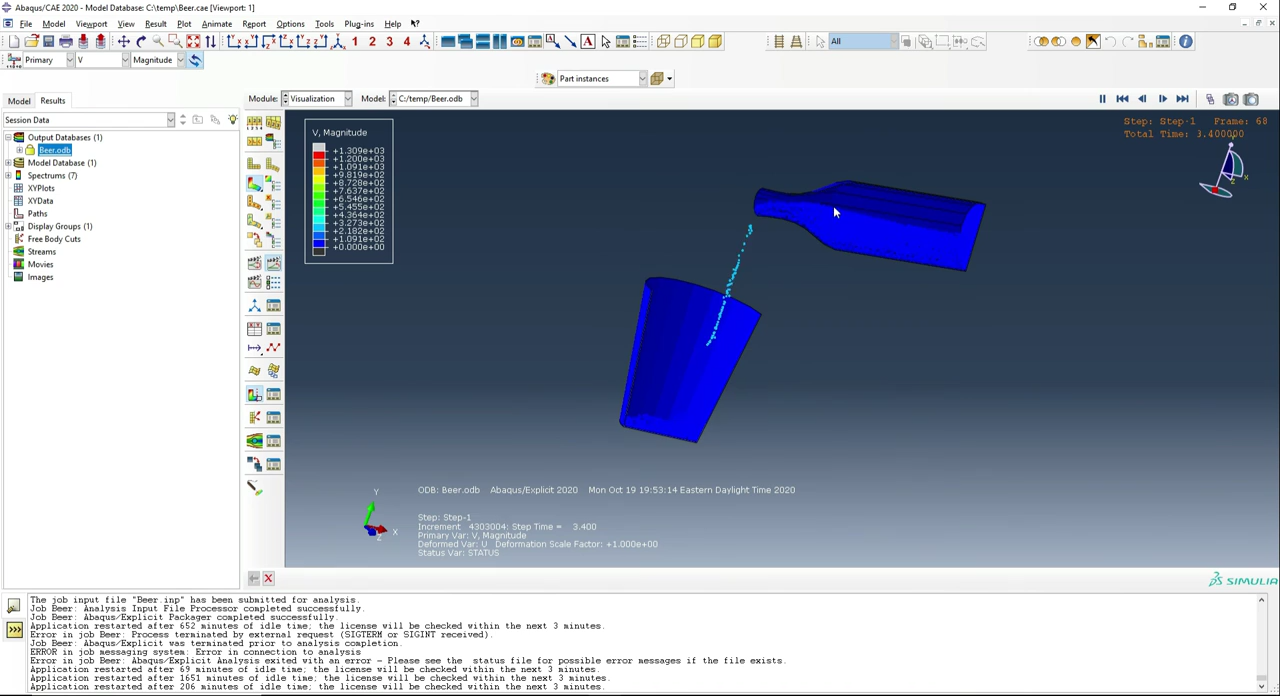 Abaqus/CAE 2020 - Model Database: C:\temp\Beer.cae [Viewport: 1]
File Model Viewport View Result Plot Animate Report Options Tools Plug-ins Help
1 2 3 4 A All
Primary V Magnitude
Part instances
Model Results Module: Visualization Model: C:/temp/Beer.odb
Session Data
Output Databases (1)
Beer.odb
Model Database (1)
Spectrums (7)
XYPlots
XYData
Paths
Display Groups (1)
Free Body Cuts
Streams
Movies
Images
V, Magnitude
+1.309e+03
+1.200e+03
+1.091e+03
+9.819e+02
+8.728e+02
+7.637e+02
+6.546e+02
+5.455e+02
+4.364e+02
+3.273e+02
+2.182e+02
+1.091e+02
+0.000e+00
Step: Step-1 Frame: 68
Total Time: 3.400000
X
Y
X
Z
ODB: Beer.odb Abaqus/Explicit 2020 Mon Oct 19 19:53:14 Eastern Daylight Time 2020
Step: Step-1
Increment 4303004: Step Time = 3.400
Primary Var: V, Magnitude
Deformed Var: U Deformation Scale Factor: +1.000e+00
Status Var: STATUS
SIMULIA
The job input file "Beer.inp" has been submitted for analysis.
Job Beer: Analysis Input File Processor completed successfully.
Job Beer: Abaqus/Explicit Packager completed successfully.
Application restarted after 652 minutes of idle time; the license will be checked within the next 3 minutes.
Error in job Beer: Process terminated by external request (SIGTERM or SIGINT received).
Job Beer: Abaqus/Explicit was terminated prior to analysis completion.
ERROR in job messaging system: Error in connection to analysis
Error in job Beer: Abaqus/Explicit Analysis exited with an error - Please see the status file for possible error messages if the file exists.
Application restarted after 69 minutes of idle time; the license will be checked within the next 3 minutes.
Application restarted after 1651 minutes of idle time; the license will be checked within the next 3 minutes.
Application restarted after 206 minutes of idle time; the license will be checked within the next 3 minutes.